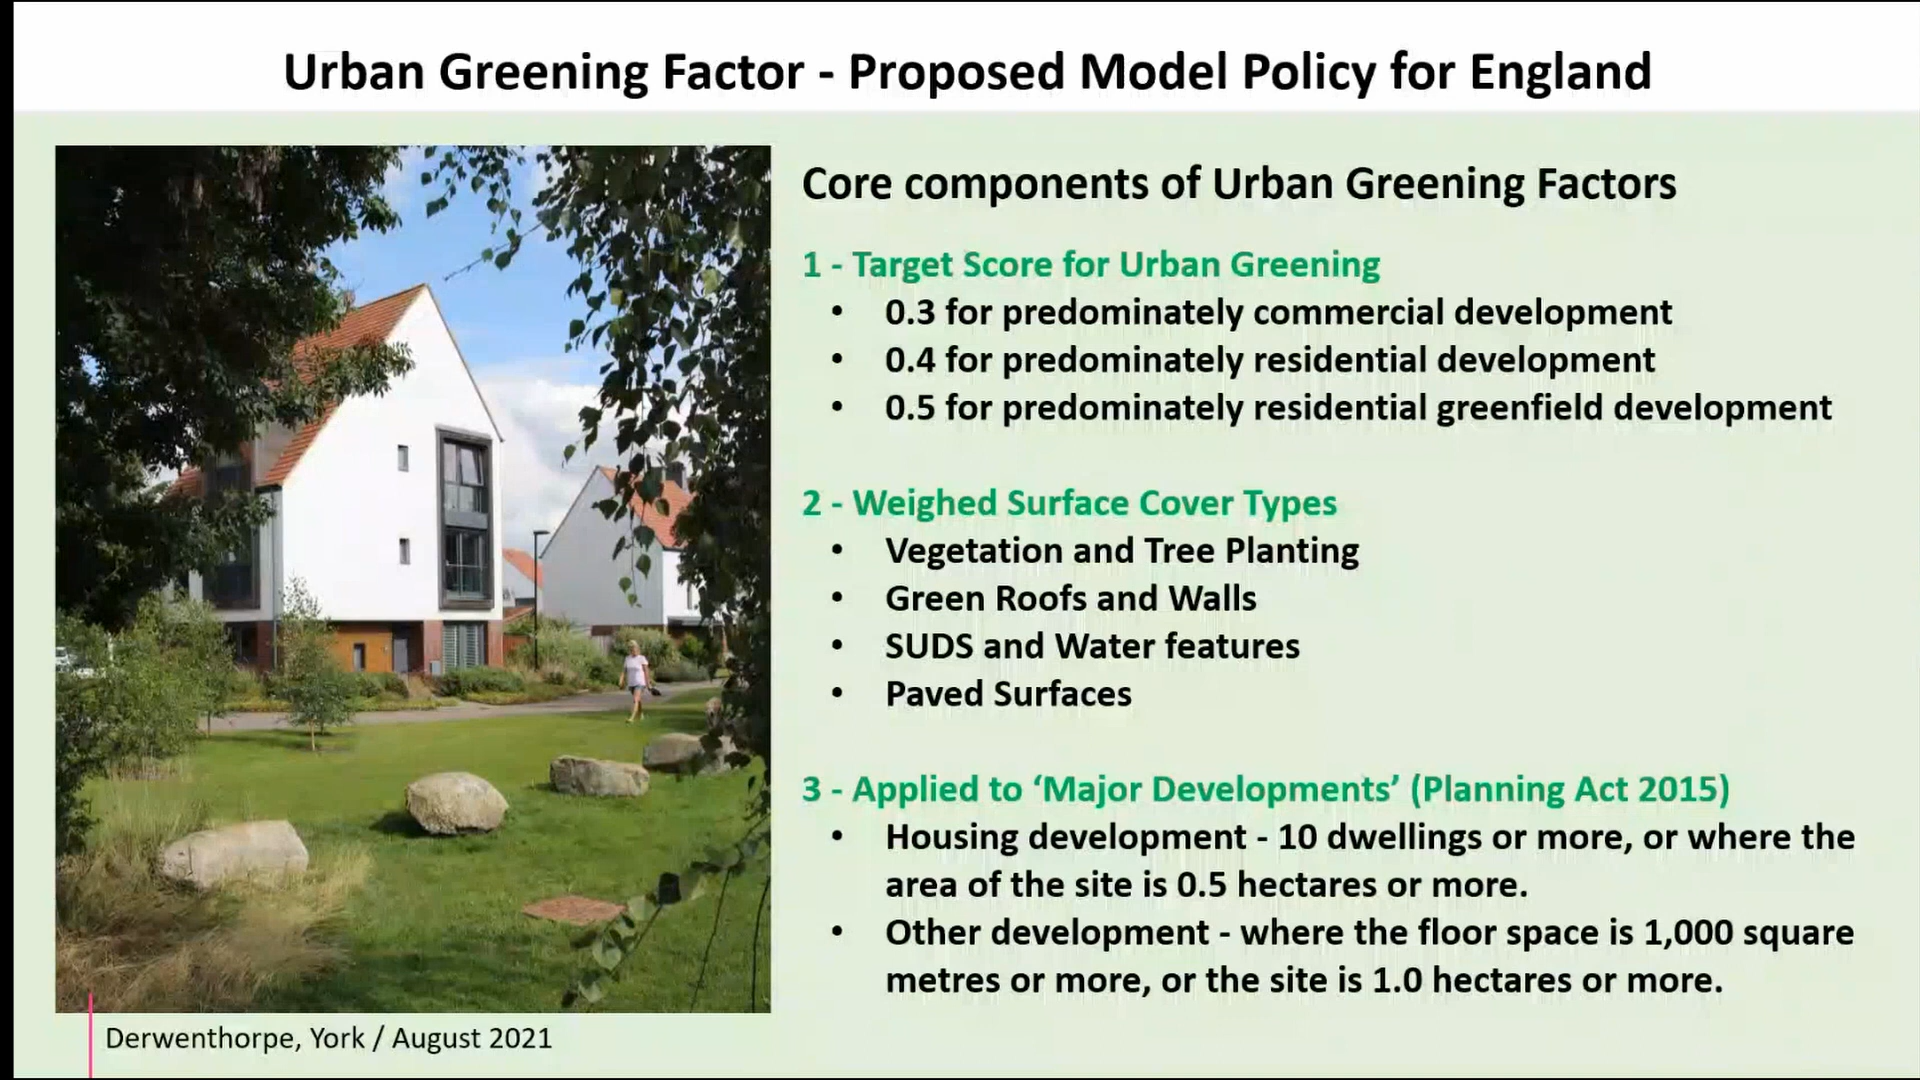 Urban Greening Factor - Proposed Model Policy for England
Core components of Urban Greening Factors
1 - Target Score for Urban Greening
• 0.3 for predominately commercial development
• 0.4 for predominately residential development
• 0.5 for predominately residential greenfield development
2 - Weighed Surface Cover Types
• Vegetation and Tree Planting
• Green Roofs and Walls
• SUDS and Water features
• Paved Surfaces
3 - Applied to ‘Major Developments’ (Planning Act 2015)
• Housing development - 10 dwellings or more, or where the
area of the site is 0.5 hectares or more.
• Other development - where the floor space is 1,000 square
metres or more, or the site is 1.0 hectares or more.
Derwenthorpe, York / August 2021